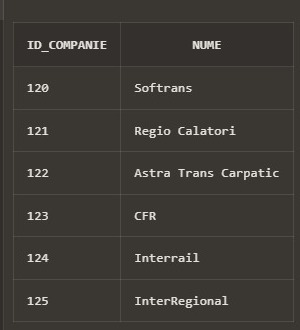 ID_COMPANIE NUME
120 Softrans
121 Regio Calatori
122 Astra Trans Carpatic
123 CFR
124 Interrail
125 InterRegional